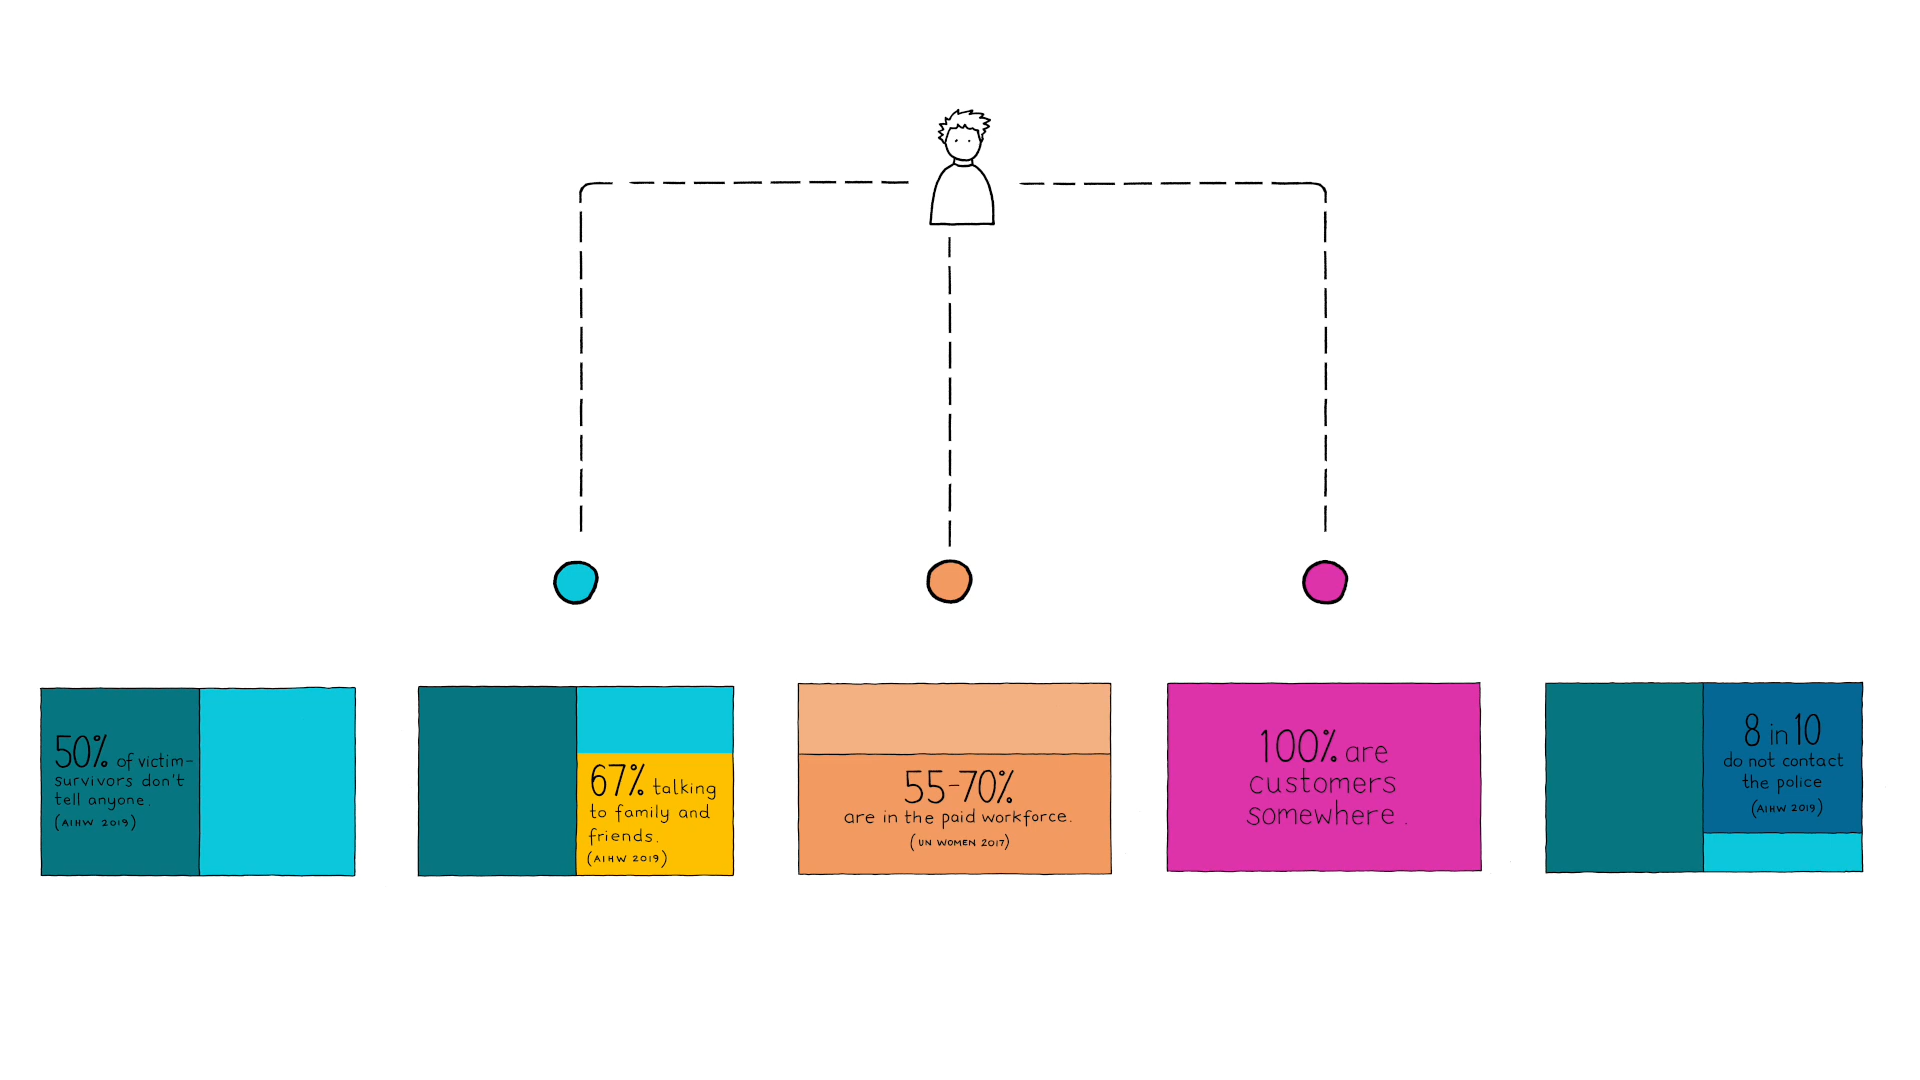 50% of victim-
survivors don't
tell anyone.
(AIHW 2019)
67% talking
to family and
friends.
(AIHW 2019)
55-70%
are in the paid workforce.
(UN WOMEN 2017)
100% are
customers
somewhere.
8 in 10
do not contact
the police
(AIHW 2019)